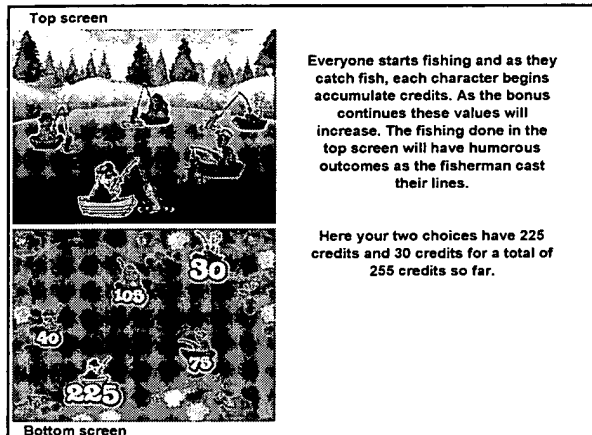 Top screen
Everyone starts fishing and as they
catch fish, each character begins
accumulate credits. As the bonus
continues these values will
increase. The fishing done in the
top screen will have humorous
outcomes as the fisherman cast
their lines.
Here your two choices have 225
credits and 30 credits for a total of
255 credits so far.
30
105
40
75
225
Bottom screen